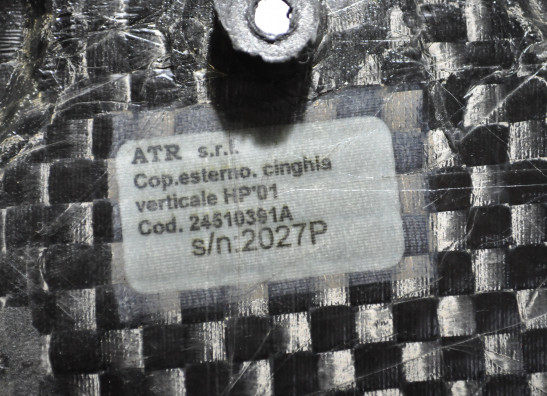 ATR s.r.l.
Cop.esterno. cinghia
verticale HP'01
Cod. 24510391A
s/n:2027P